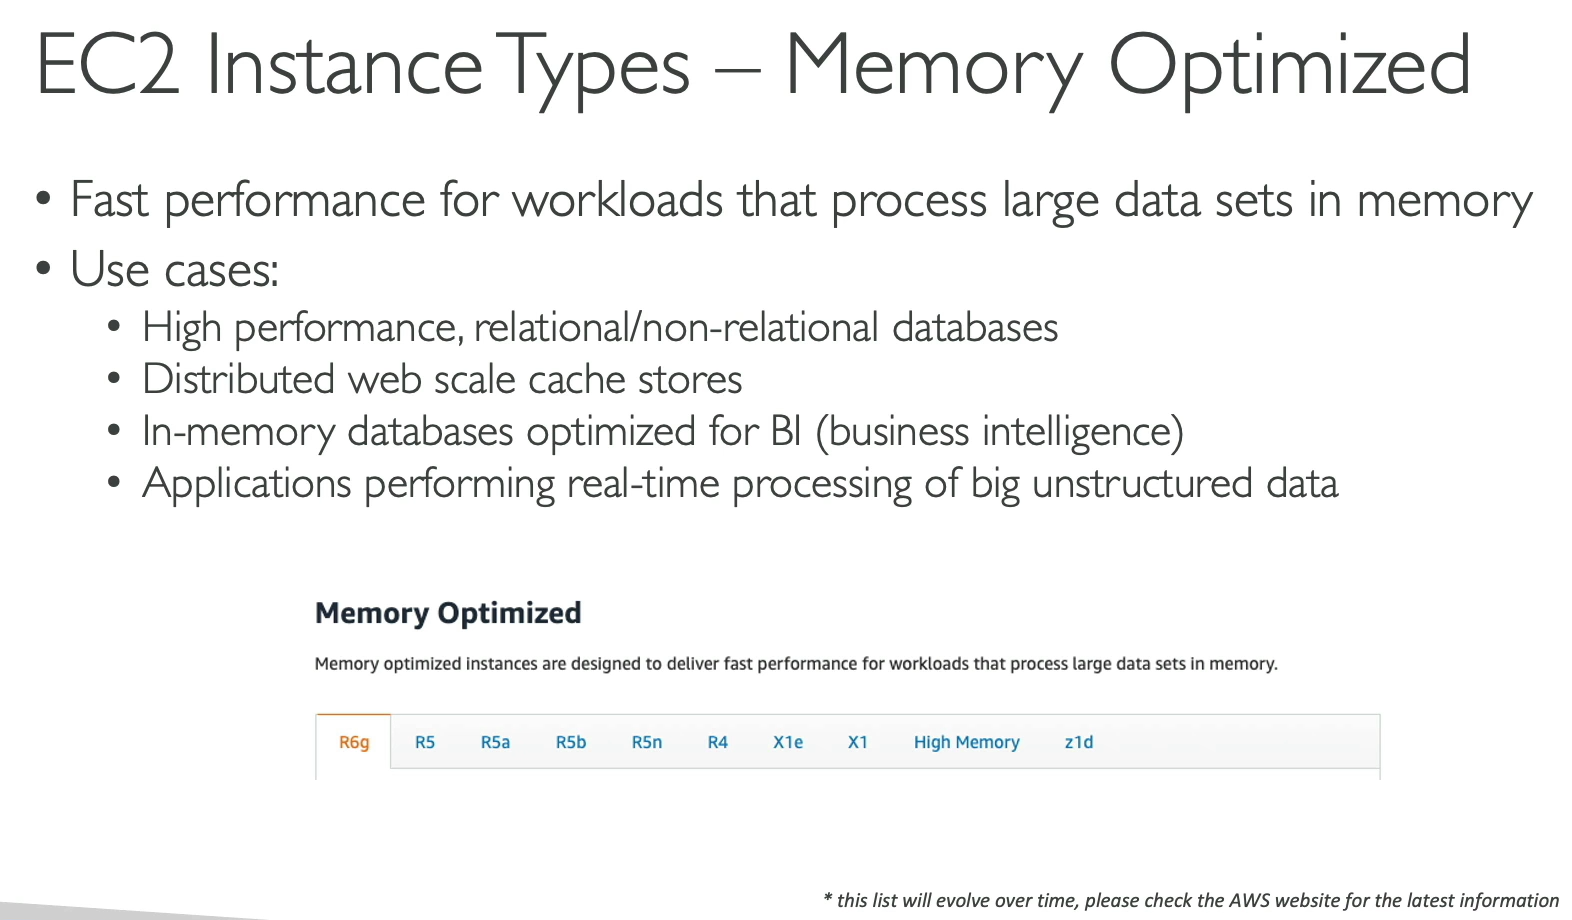 EC2 Instance Types – Memory Optimized
• Fast performance for workloads that process large data sets in memory
• Use cases:
• High performance, relational/non-relational databases
• Distributed web scale cache stores
• In-memory databases optimized for BI (business intelligence)
• Applications performing real-time processing of big unstructured data
Memory Optimized
Memory optimized instances are designed to deliver fast performance for workloads that process large data sets in memory.
R6g R5 R5a R5b R5n R4 X1e X1 High Memory z1d
* this list will evolve over time, please check the AWS website for the latest information